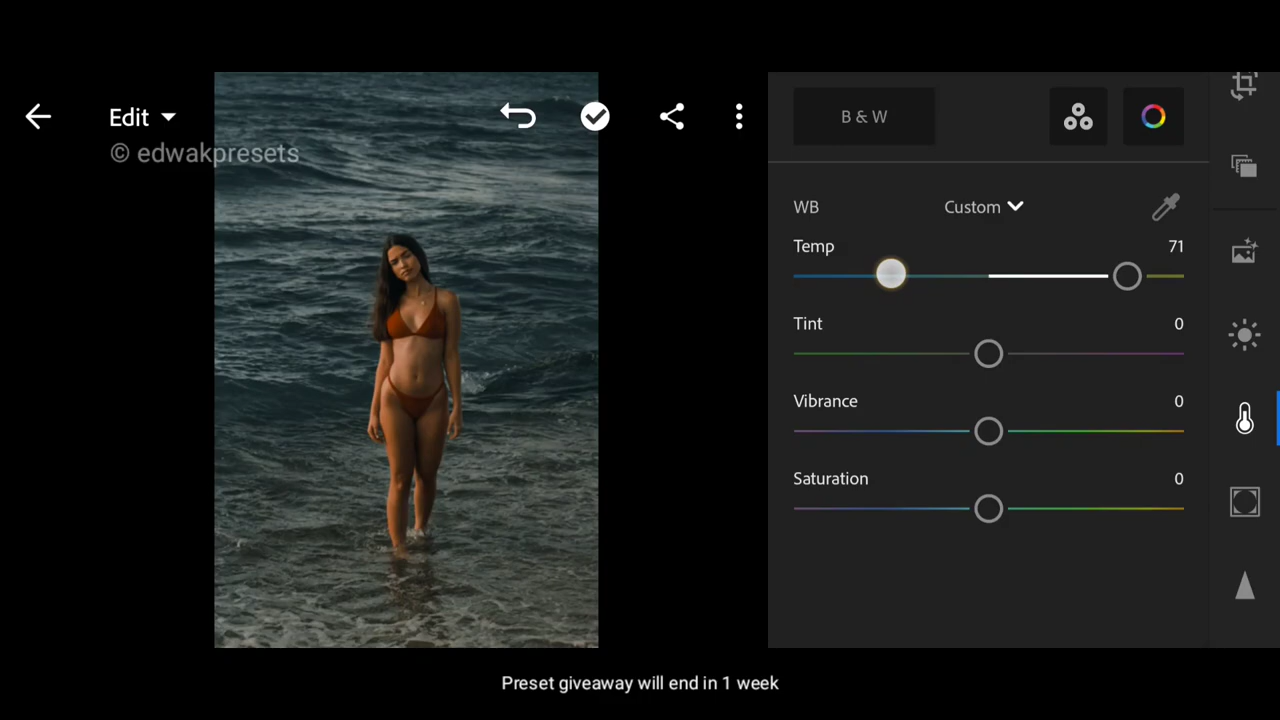 Edit
© edwakpresets
B & W
WB Custom
Temp 71
Tint 0
Vibrance 0
Saturation 0
Preset giveaway will end in 1 week